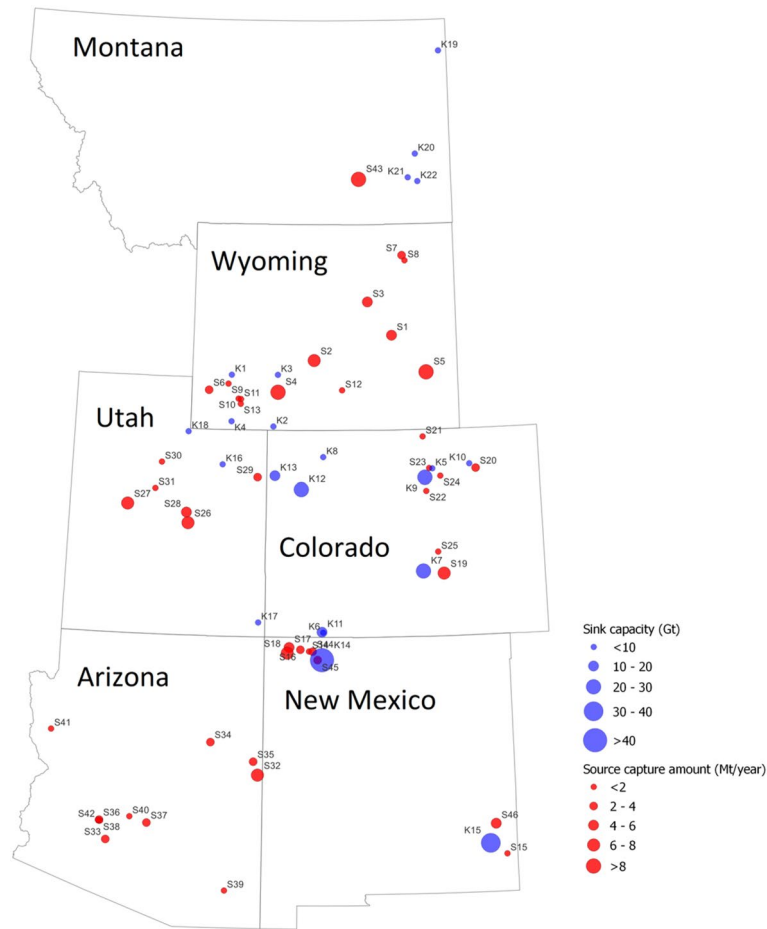 Montana
K19
K20
S43
K21
K22
Wyoming
S7
S8
S3
S1
S2
S5
K1
K3
S6
S9
S11
S4
S12
S10
S13
Utah
K18
K4
K2
S21
K8
S30
K16
K13
S29
K12
S23
K5
K10
S20
S24
K9
S22
S31
S27
S28
S26
Colorado
S25
K7
S19
K17
K6
K11
S18
S17
S14
S44
K14
S16
S45
Arizona
New Mexico
S41
S34
S35
S32
S42
S36
S40
S37
S38
S33
S39
S46
K15
S15
Sink capacity (Gt)
<10
10 - 20
20 - 30
30 - 40
>40
Source capture amount (Mt/year)
<2
2 - 4
4 - 6
6 - 8
>8